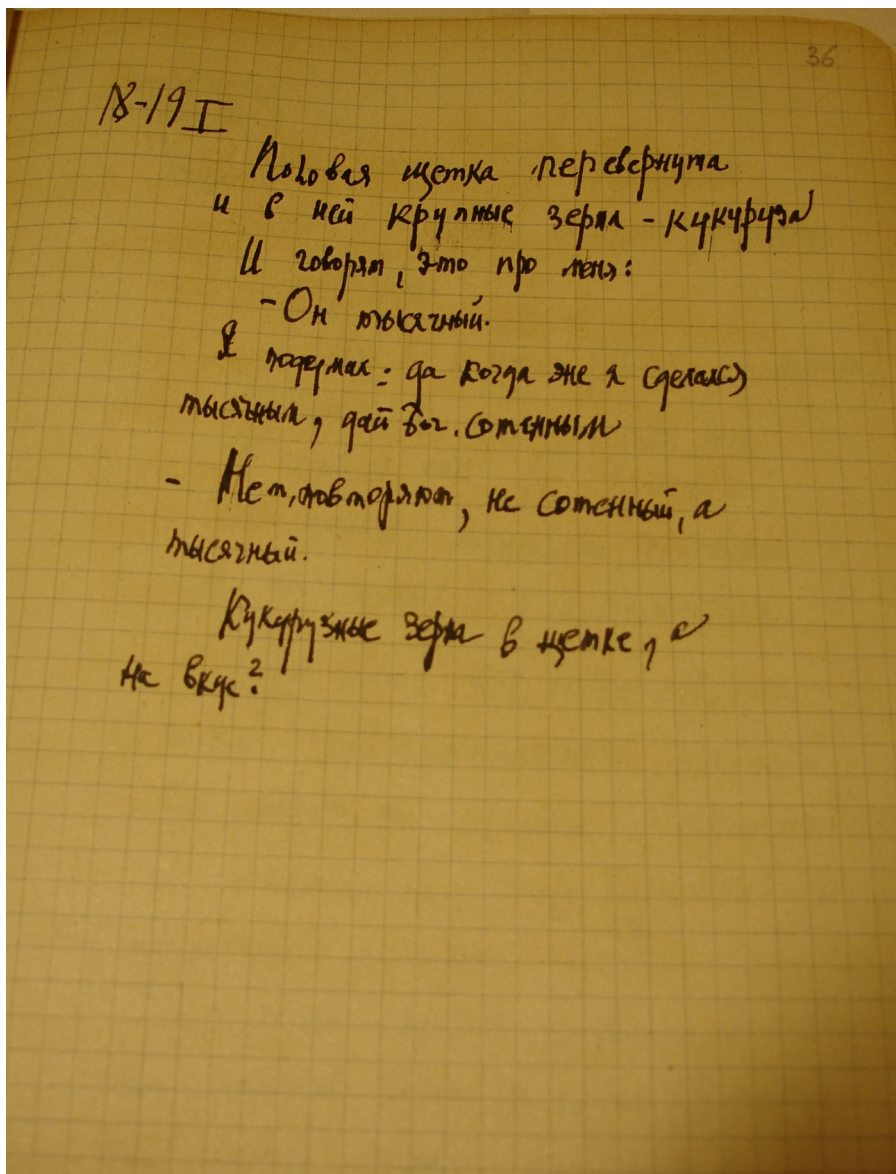 36
18-19 I
Половая щетка перевернута
и в ней крупные зерна - кукуруза
И говорят, это про меня:
- Он тысячный.
Я подумал: да когда же я сделался
тысячным, дай Бог. сотенным
- Нет, повторяют, не сотенный, а
тысячный.
Кукурузные зерна в щетке, а
на вкус?